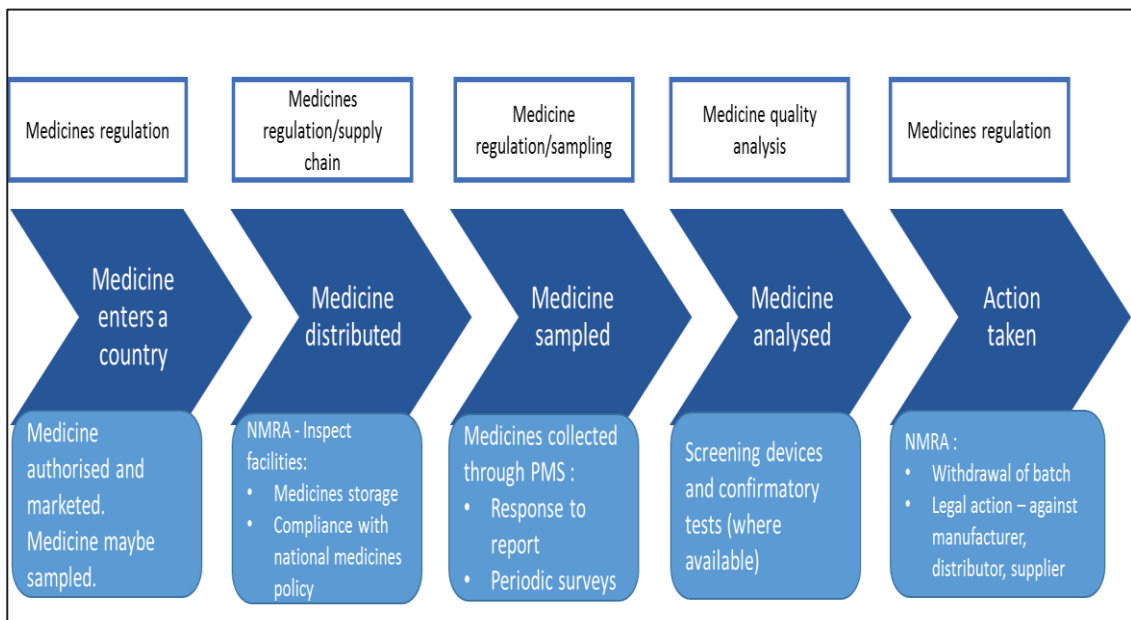 Medicines regulation
Medicines
regulation/supply
chain
Medicine
regulation/sampling
Medicine quality
analysis
Medicines regulation
Medicine
enters a
country
Medicine
distributed
Medicine
sampled
Medicine
analysed
Action
taken
Medicine
authorised and
marketed.
Medicine maybe
sampled.
NMRA - Inspect
facilities:
• Medicines storage
• Compliance with
national medicines
policy
Medicines collected
through PMS :
• Response to
report
• Periodic surveys
Screening devices
and confirmatory
tests (where
available)
NMRA :
• Withdrawal of batch
• Legal action – against
manufacturer,
distributor, supplier